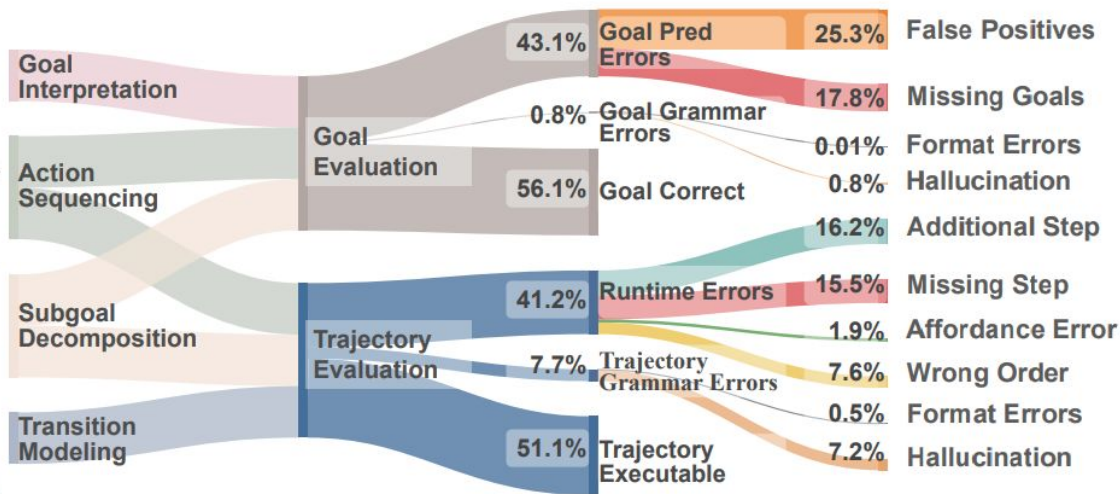 Goal
Interpretation
Action
Sequencing
Subgoal
Decomposition
Transition
Modeling
Goal
Evaluation
Trajectory
Evaluation
43.1%
Goal Pred
Errors
0.8%
Goal Grammar
Errors
56.1%
Goal Correct
41.2%
Runtime Errors
7.7%
Trajectory
Grammar Errors
51.1%
Trajectory
Executable
25.3% False Positives
17.8% Missing Goals
0.01% Format Errors
0.8% Hallucination
16.2% Additional Step
15.5% Missing Step
1.9% Affordance Error
7.6% Wrong Order
0.5% Format Errors
7.2% Hallucination